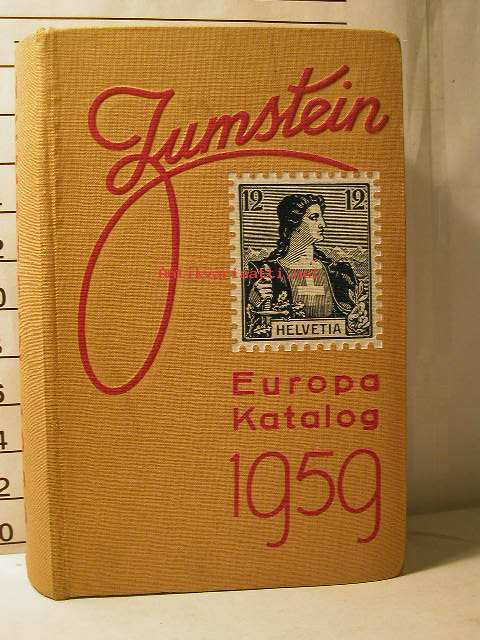 Zumstein
12 12
HELVETIA
Europa
Katalog
1959